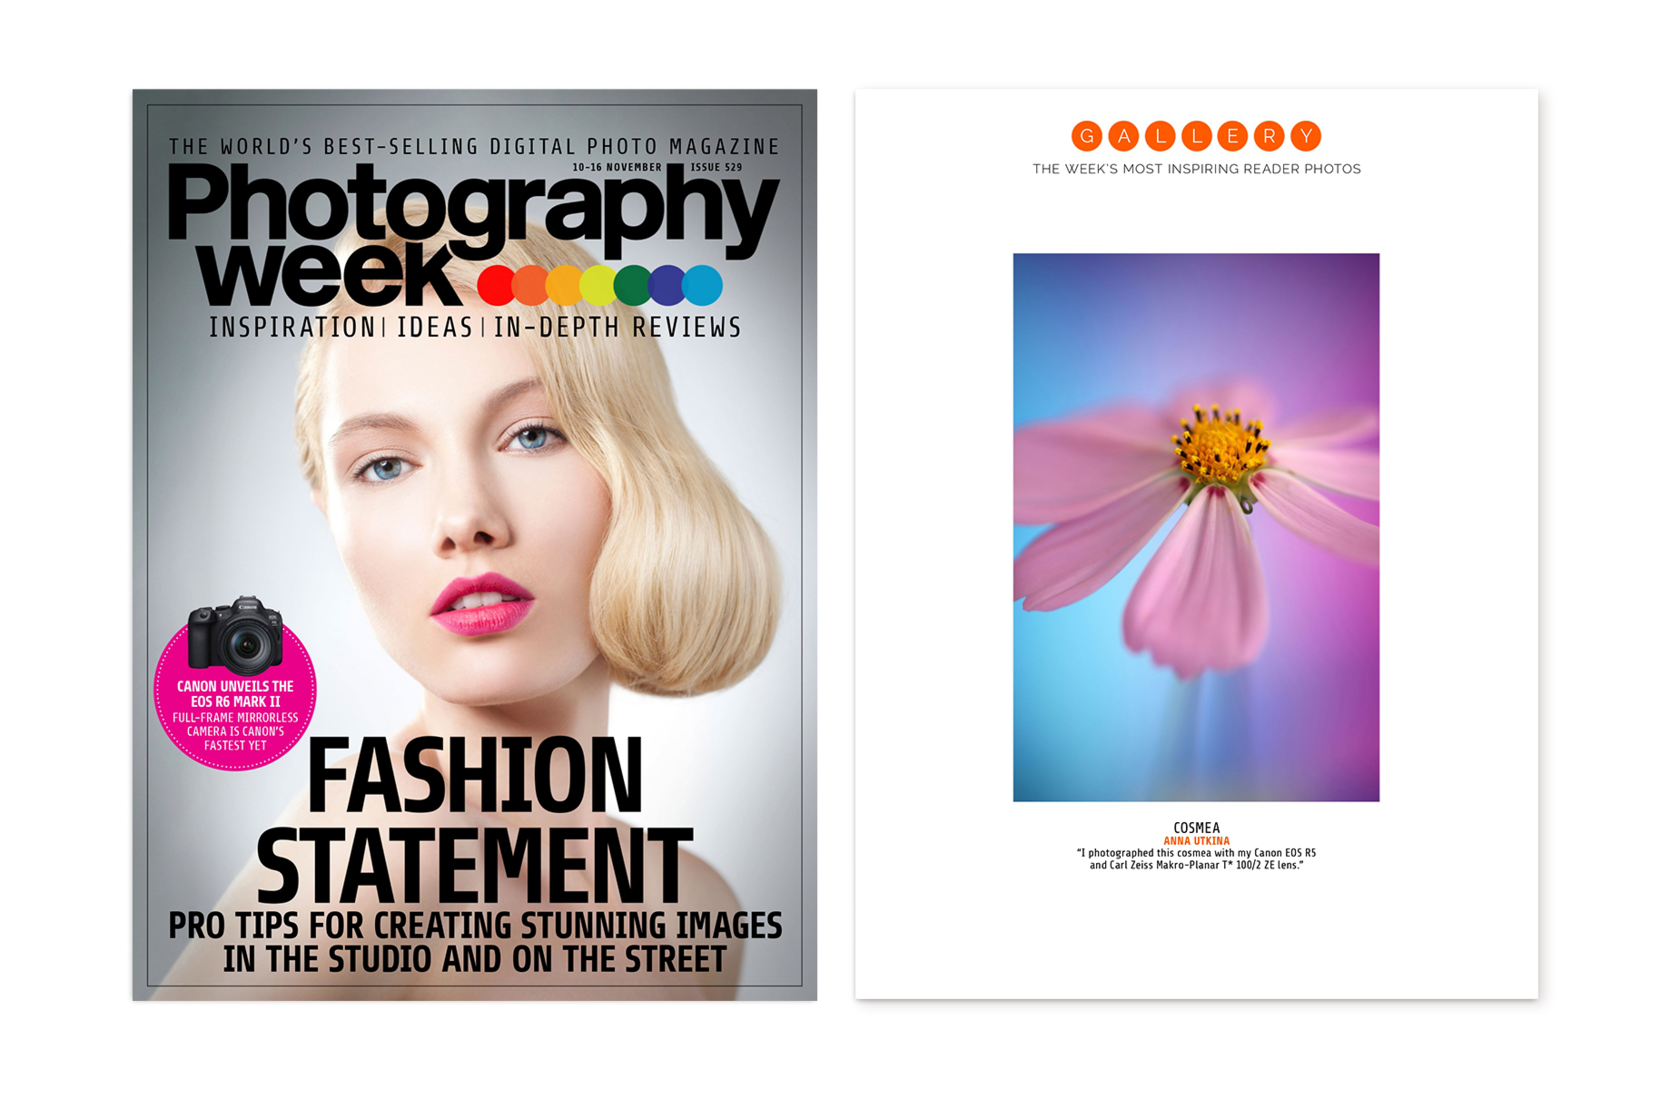 THE WORLD'S BEST-SELLING DIGITAL PHOTO MAGAZINE
10-16 NOVEMBER ISSUE 529
Photography
week
INSPIRATION| IDEAS | IN-DEPTH REVIEWS
Canon
CANON UNVEILS THE
EOS R6 MARK II
FULL-FRAME MIRRORLESS
CAMERA IS CANON'S
FASTEST YET
FASHION
STATEMENT
PRO TIPS FOR CREATING STUNNING IMAGES
IN THE STUDIO AND ON THE STREET
GALLERY
THE WEEK'S MOST INSPIRING READER PHOTOS
COSMEA
ANNA UTKINA
“I photographed this cosmea with my Canon EOS R5
and Carl Zeiss Makro-Planar T* 100/2 ZE lens.”